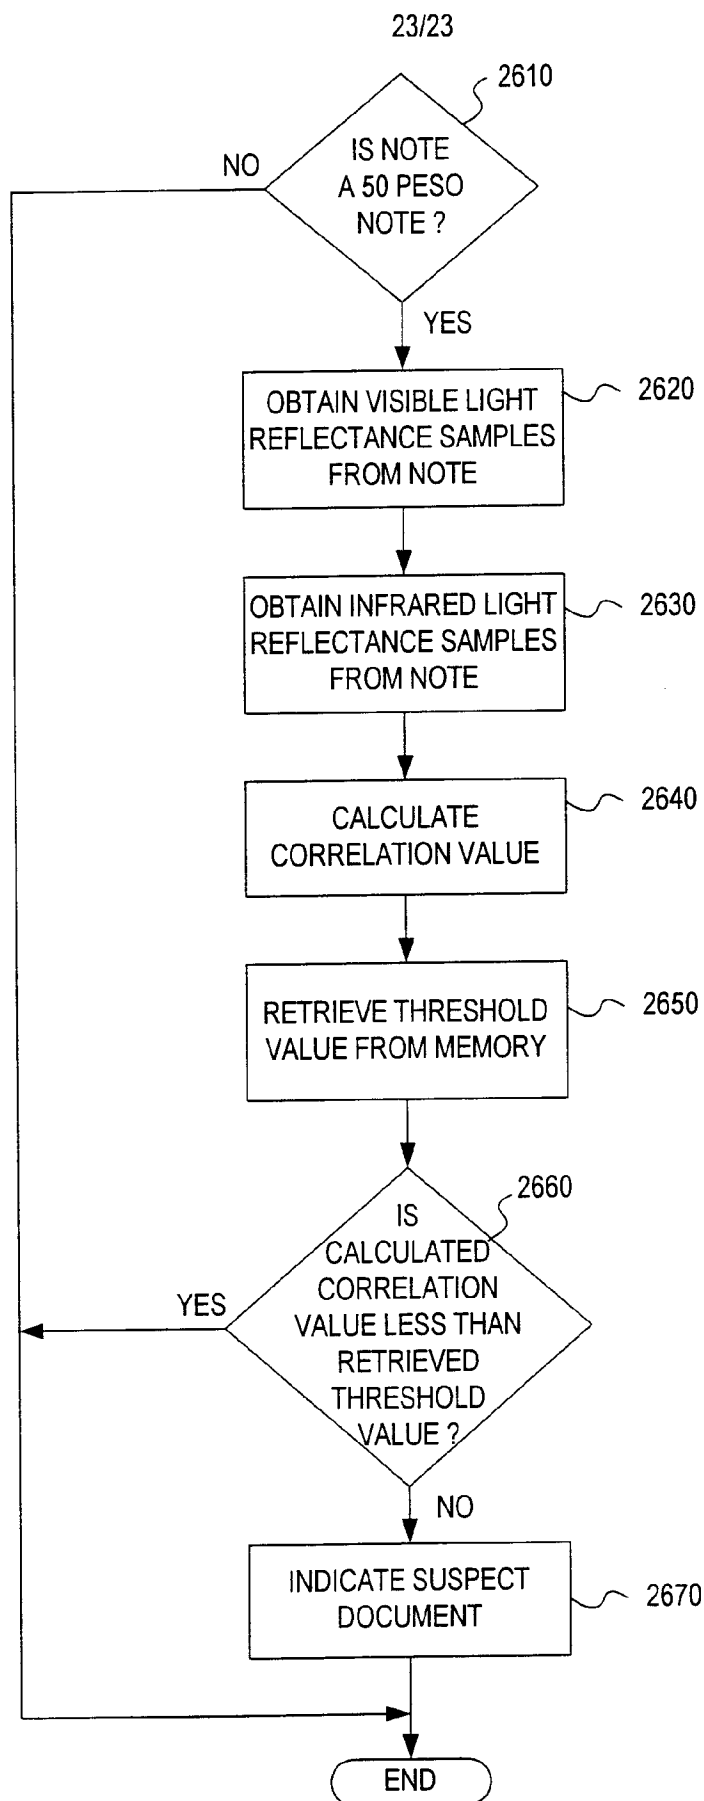 23/23
2610
IS NOTE
A 50 PESO
NOTE ?
NO
YES
OBTAIN VISIBLE LIGHT
REFLECTANCE SAMPLES
FROM NOTE
2620
OBTAIN INFRARED LIGHT
REFLECTANCE SAMPLES
FROM NOTE
2630
CALCULATE
CORRELATION VALUE
2640
RETRIEVE THRESHOLD
VALUE FROM MEMORY
2650
2660
IS
CALCULATED
CORRELATION
VALUE LESS THAN
RETRIEVED
THRESHOLD
VALUE ?
YES
NO
INDICATE SUSPECT
DOCUMENT
2670
END